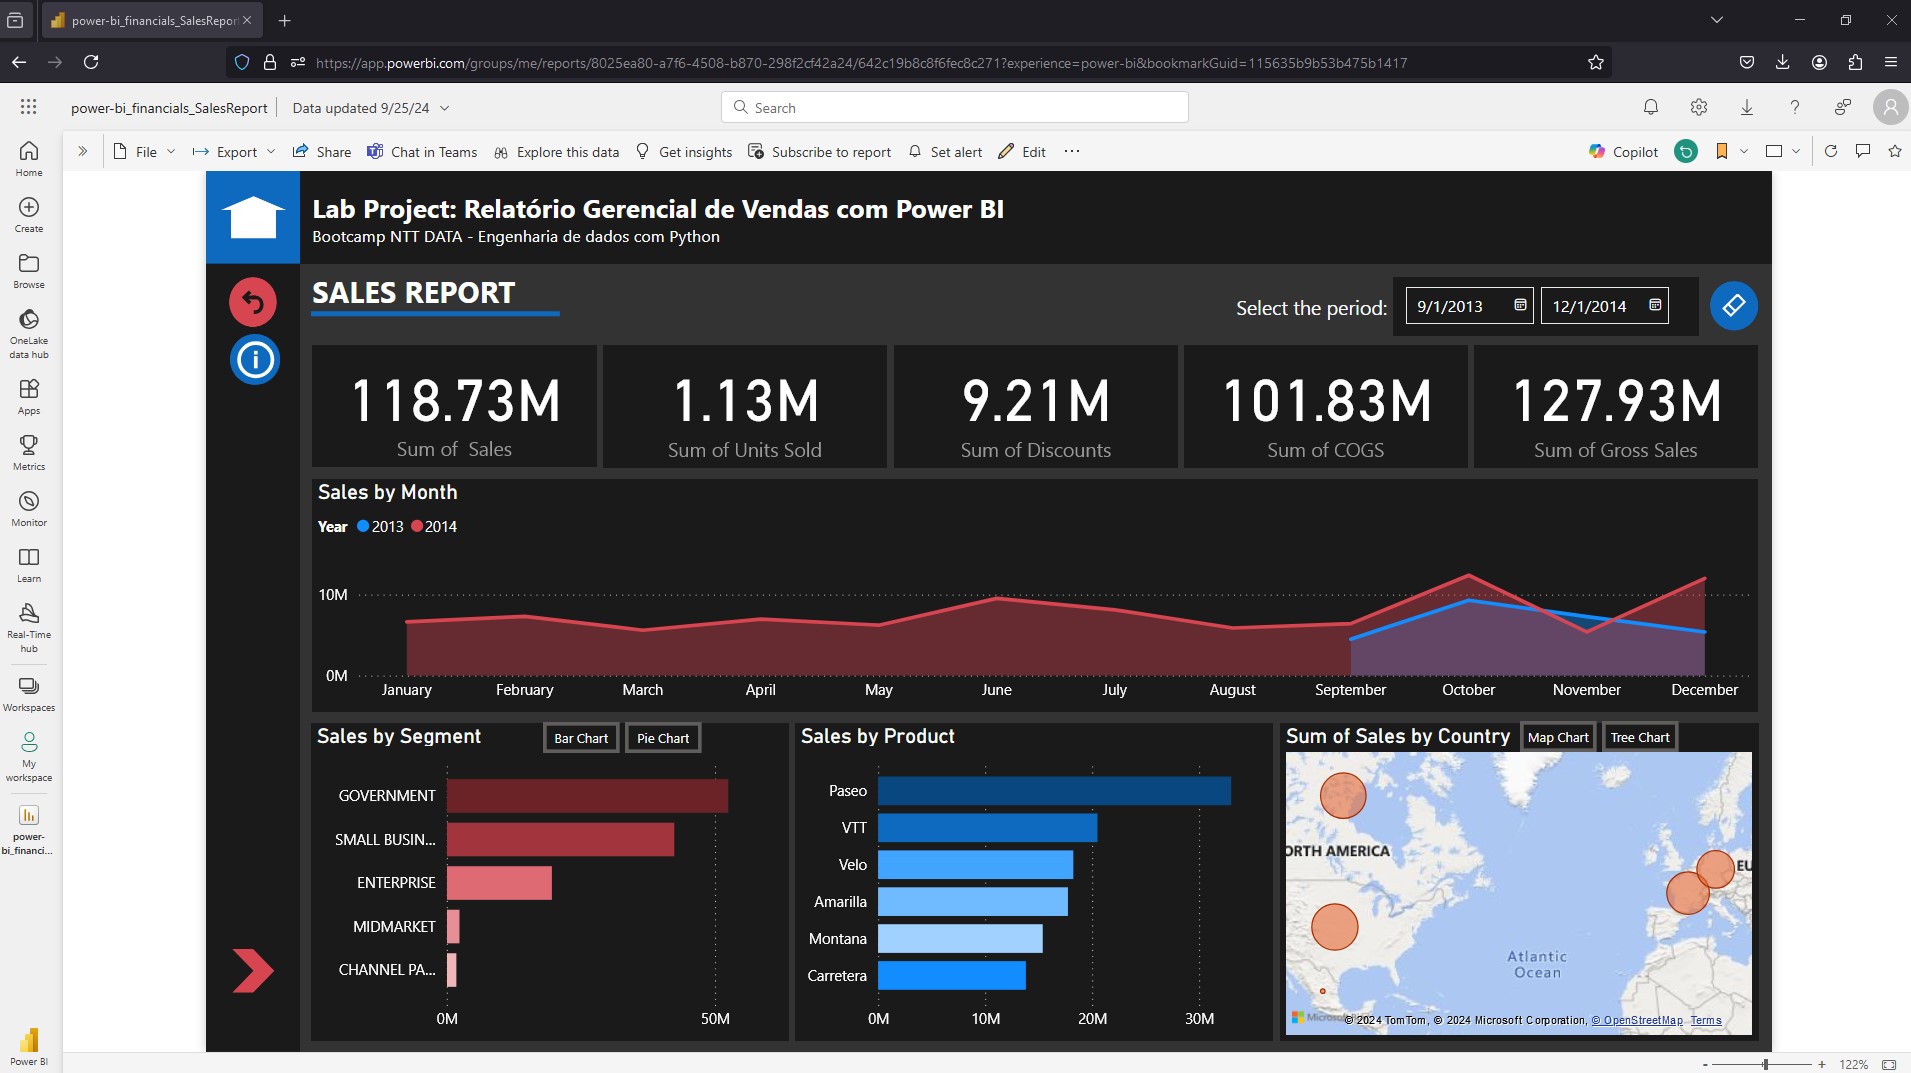 power-bi_financials_SalesRepor
https://app.powerbi.com/groups/me/reports/8025ea80-a7f6-4508-b870-298f2cf42a24/642c19b8c8f6fec8c271?experience=power-bi&bookmarkGuid=115635b9b53b475b1417
power-bi_financials_SalesReport
Data updated 9/25/24
Search
File
Export
Share
Chat in Teams
Explore this data
Get insights
Subscribe to report
Set alert
Edit
Copilot
Home
Create
Browse
OneLake
data hub
Apps
Metrics
Monitor
Learn
Real-Time
hub
Workspaces
My
workspace
power-
bi_financi...
Power BI
Lab Project: Relatório Gerencial de Vendas com Power BI
Bootcamp NTT DATA - Engenharia de dados com Python
SALES REPORT
Select the period:
9/1/2013
12/1/2014
118.73M
Sum of Sales
1.13M
Sum of Units Sold
9.21M
Sum of Discounts
101.83M
Sum of COGS
127.93M
Sum of Gross Sales
Sales by Month
Year 2013 2014
10M
0M
January February March April May June July August September October November December
Sales by Segment
Bar Chart
Pie Chart
GOVERNMENT
SMALL BUSIN...
ENTERPRISE
MIDMARKET
CHANNEL PA...
0M 50M
Sales by Product
Paseo
VTT
Velo
Amarilla
Montana
Carretera
0M 10M 20M 30M
Sum of Sales by Country
Map Chart
Tree Chart
ORTH AMERICA
EU
Atlantic
Ocean
© 2024 TomTom, © 2024 Microsoft Corporation, © OpenStreetMap Terms
122%